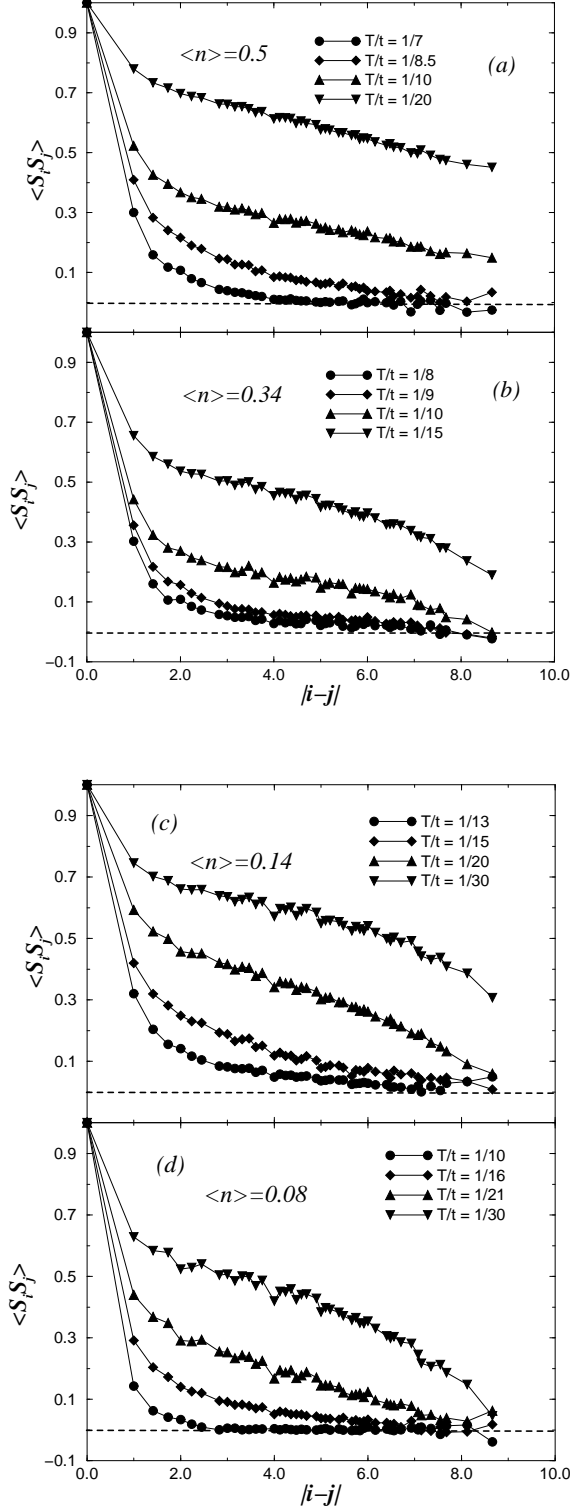 0.9
0.7
0.5
0.3
0.1
<S_iS_j>
<n>=0.5
T/t = 1/7
T/t = 1/8.5
T/t = 1/10
T/t = 1/20
(a)
0.9
0.7
0.5
0.3
0.1
−0.1
<S_iS_j>
<n>=0.34
T/t = 1/8
T/t = 1/9
T/t = 1/10
T/t = 1/15
(b)
0.0 2.0 4.0 6.0 8.0 10.0
|i−j|
0.9
0.7
0.5
0.3
0.1
<S_iS_j>
(c)
<n>=0.14
T/t = 1/13
T/t = 1/15
T/t = 1/20
T/t = 1/30
0.9
0.7
0.5
0.3
0.1
−0.1
<S_iS_j>
(d)
<n>=0.08
T/t = 1/10
T/t = 1/16
T/t = 1/21
T/t = 1/30
0.0 2.0 4.0 6.0 8.0 10.0
|i−j|